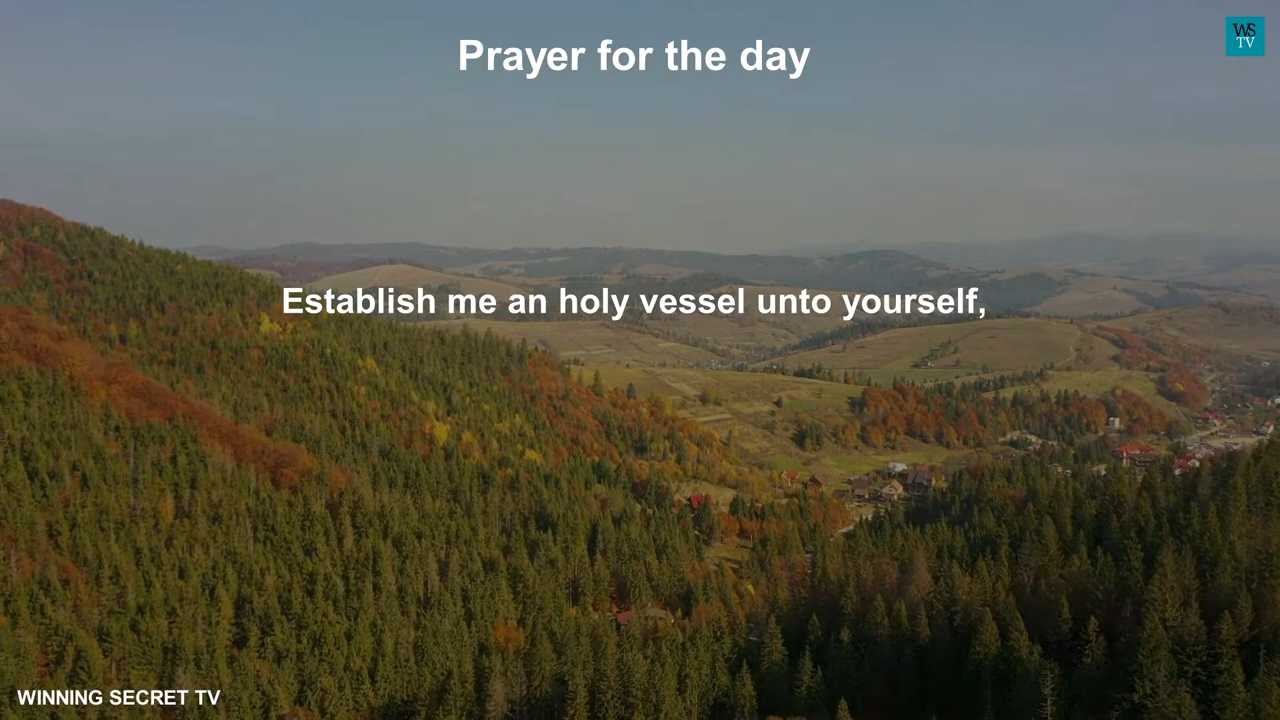 Prayer for the day
WS
TV
Establish me an holy vessel unto yourself,
WINNING SECRET TV